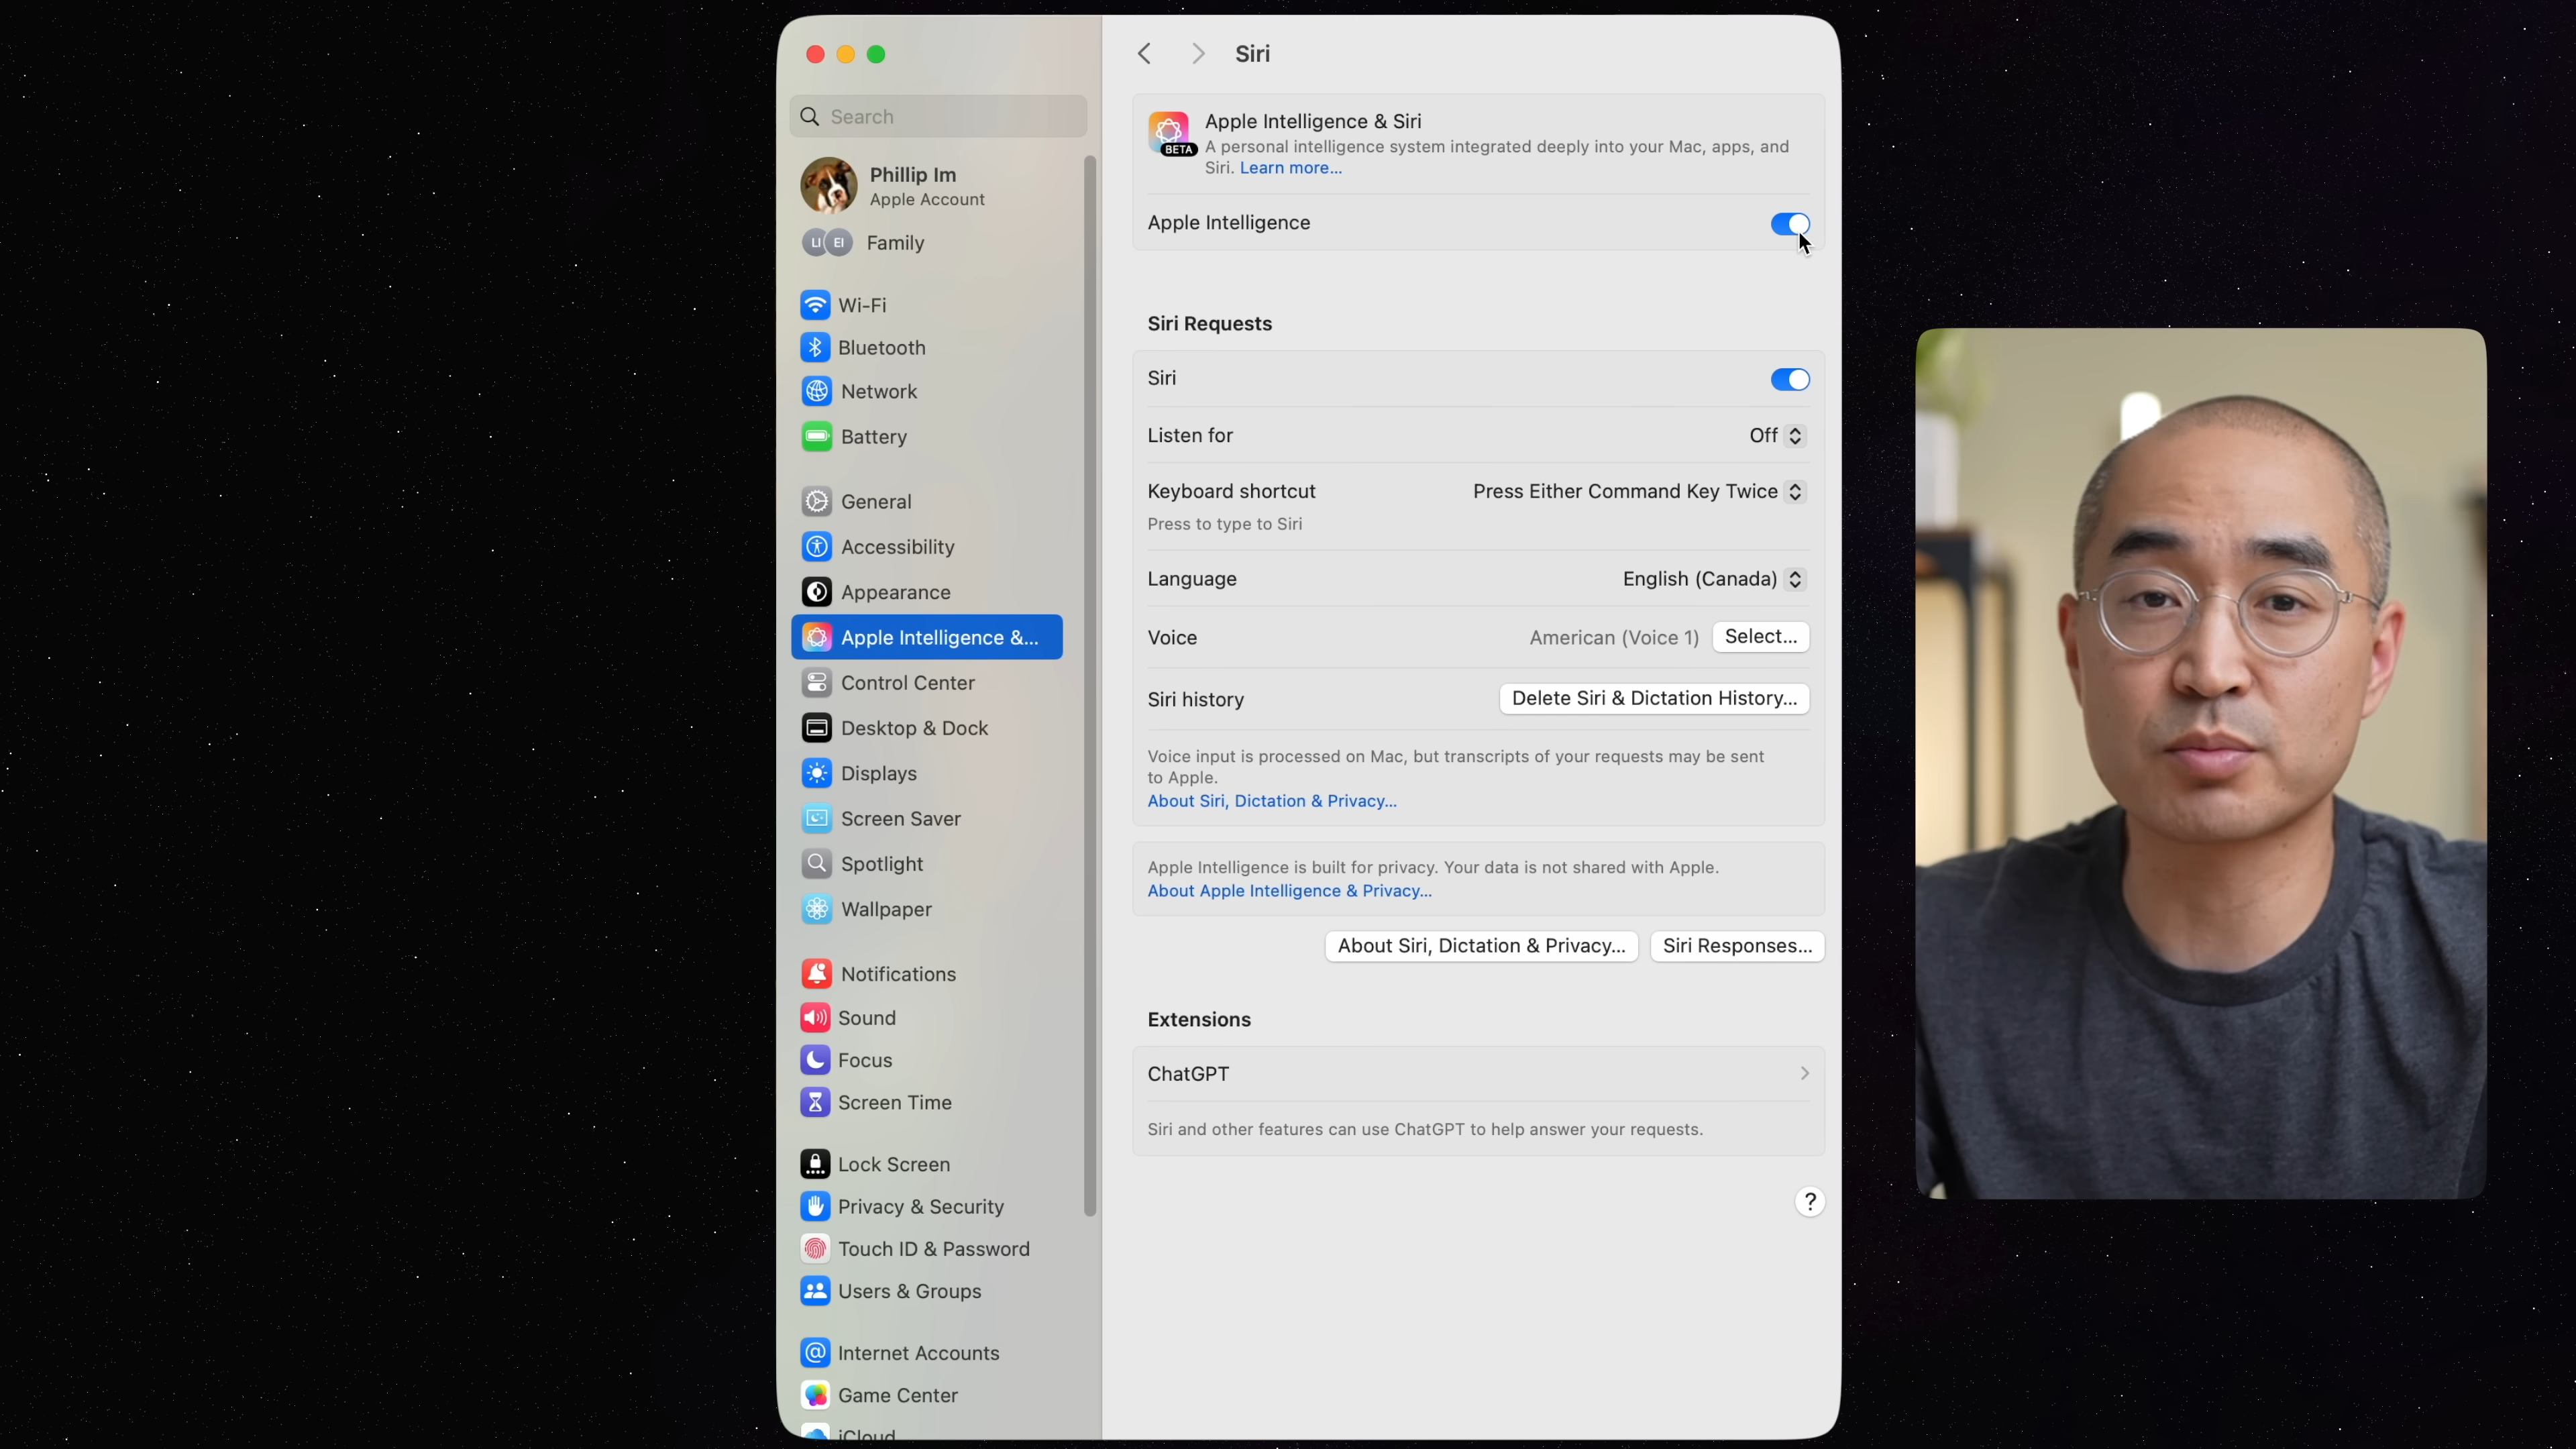 Search
Phillip Im
Apple Account
LI EI Family
Wi-Fi
Bluetooth
Network
Battery
General
Accessibility
Appearance
Apple Intelligence &...
Control Center
Desktop & Dock
Displays
Screen Saver
Spotlight
Wallpaper
Notifications
Sound
Focus
Screen Time
Lock Screen
Privacy & Security
Touch ID & Password
Users & Groups
Internet Accounts
Game Center
iCloud
Siri
Apple Intelligence & Siri
BETA
A personal intelligence system integrated deeply into your Mac, apps, and
Siri. Learn more...
Apple Intelligence
Siri Requests
Siri
Listen for Off
Keyboard shortcut Press Either Command Key Twice
Press to type to Siri
Language English (Canada)
Voice American (Voice 1) Select...
Siri history Delete Siri & Dictation History...
Voice input is processed on Mac, but transcripts of your requests may be sent
to Apple.
About Siri, Dictation & Privacy...
Apple Intelligence is built for privacy. Your data is not shared with Apple.
About Apple Intelligence & Privacy...
About Siri, Dictation & Privacy... Siri Responses...
Extensions
ChatGPT
Siri and other features can use ChatGPT to help answer your requests.
?